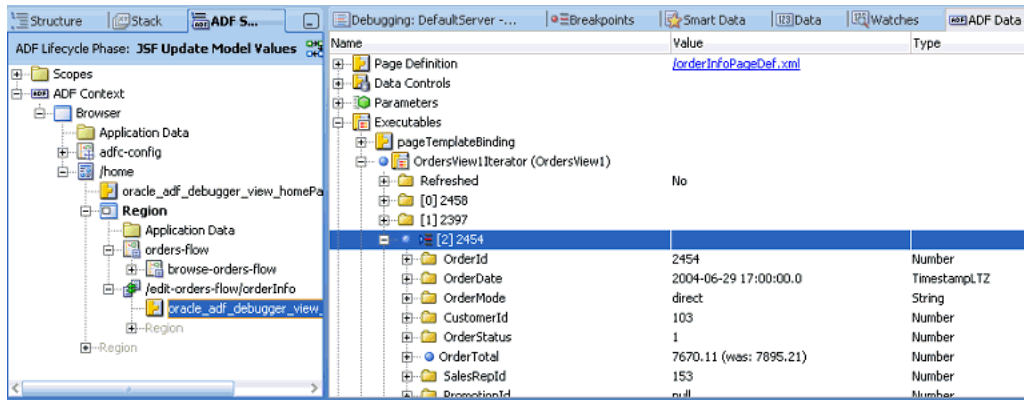 Structure
Stack
ADF S...
ADF Lifecycle Phase: JSF Update Model Values
Scopes
ADF Context
Browser
Application Data
adfc-config
/home
oracle_adf_debugger_view_homePa
Region
Application Data
orders-flow
browse-orders-flow
/edit-orders-flow/orderInfo
oracle_adf_debugger_view_
Region
Region
Debugging: DefaultServer -...
Breakpoints
Smart Data
Data
Watches
ADF Data
Name Value Type
Page Definition /orderInfoPageDef.xml
Data Controls
Parameters
Executables
pageTemplateBinding
OrdersView1Iterator (OrdersView1)
Refreshed No
[0] 2458
[1] 2397
[2] 2454
OrderId 2454 Number
OrderDate 2004-06-29 17:00:00.0 TimestampLTZ
OrderMode direct String
CustomerId 103 Number
OrderStatus 1 Number
OrderTotal 7670.11 (was: 7895.21) Number
SalesRepId 153 Number
PromotionId null Number